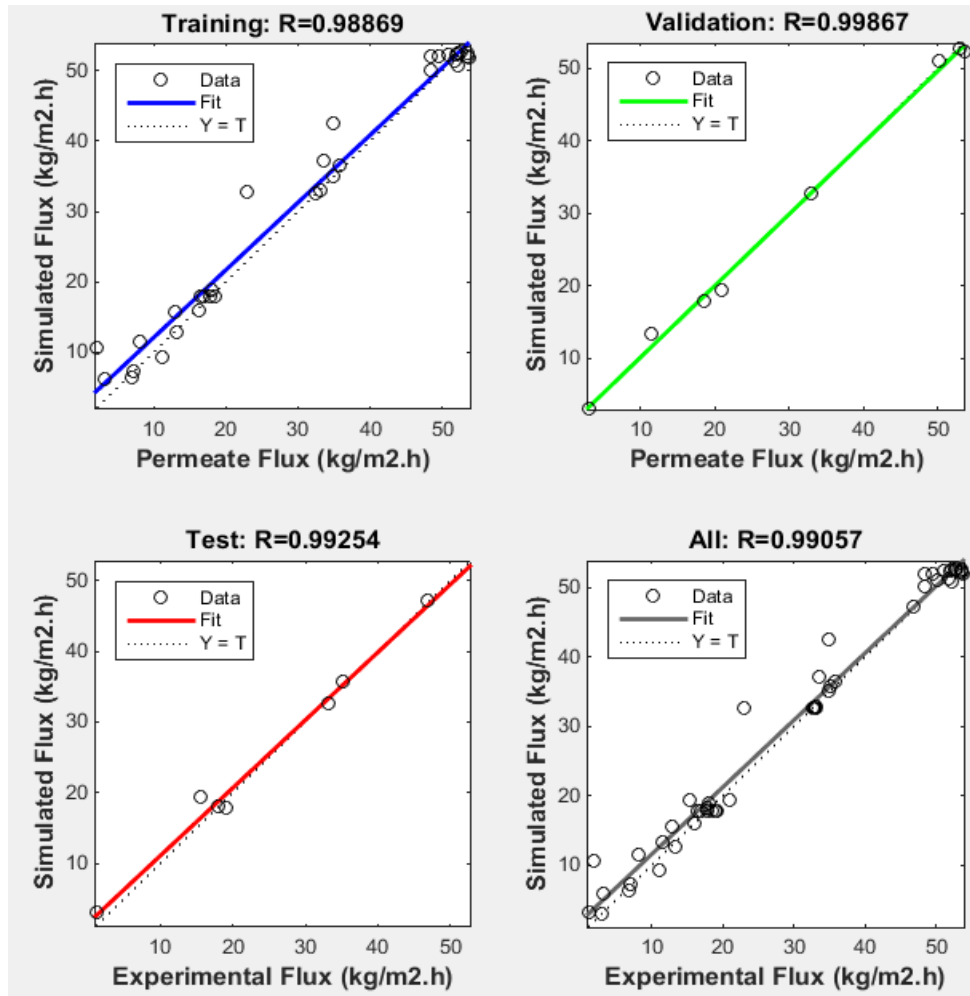 Training: R=0.98869
Simulated Flux (kg/m2.h)
50
40
30
20
10
Data
Fit
Y = T
10 20 30 40 50
Permeate Flux (kg/m2.h)
Validation: R=0.99867
Simulated Flux (kg/m2.h)
50
40
30
20
10
Data
Fit
Y = T
10 20 30 40 50
Permeate Flux (kg/m2.h)
Test: R=0.99254
Simulated Flux (kg/m2.h)
50
40
30
20
10
Data
Fit
Y = T
10 20 30 40 50
Experimental Flux (kg/m2.h)
All: R=0.99057
Simulated Flux (kg/m2.h)
50
40
30
20
10
Data
Fit
Y = T
10 20 30 40 50
Experimental Flux (kg/m2.h)